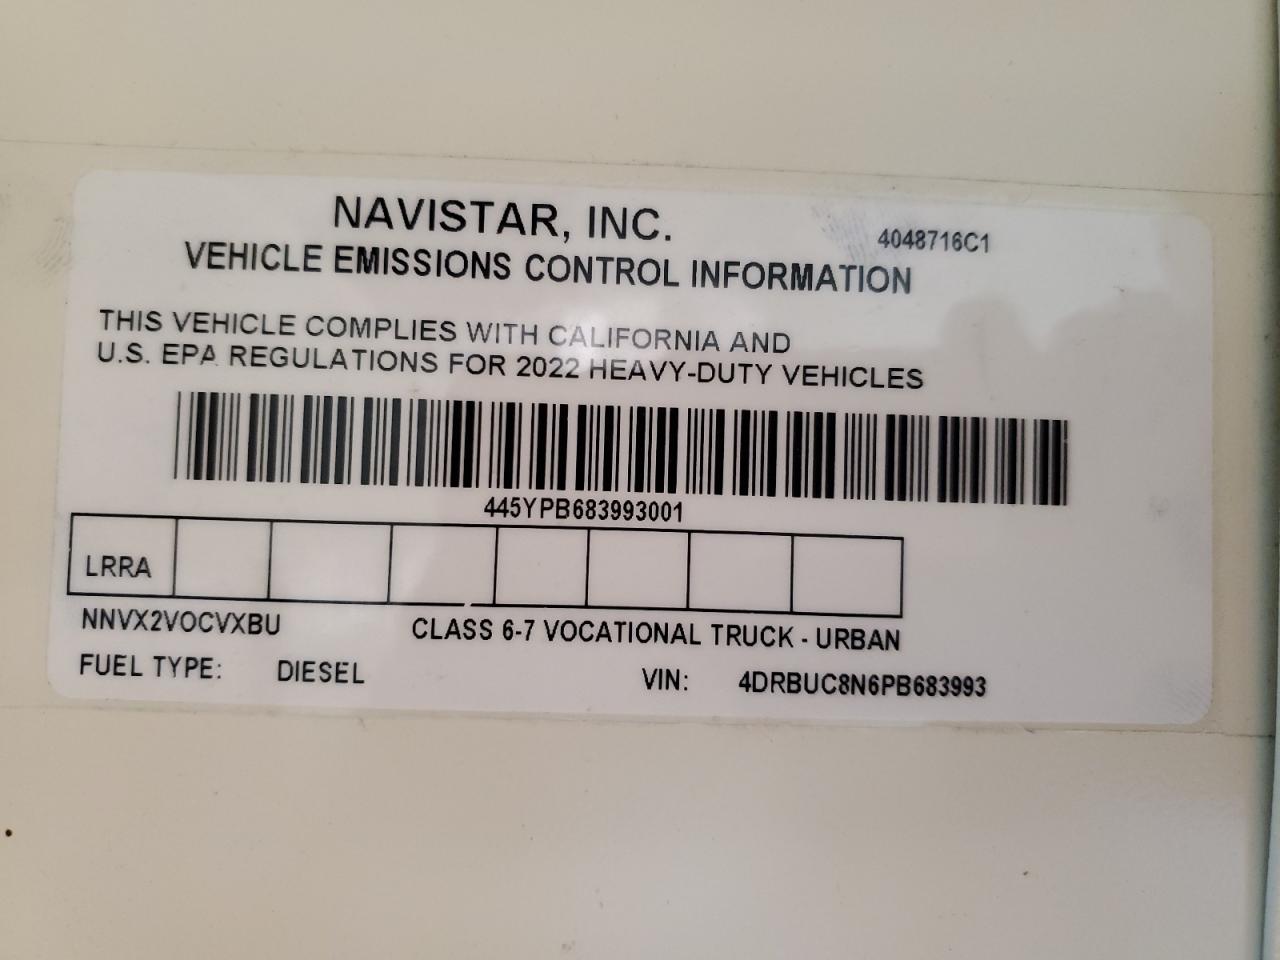 NAVISTAR, INC.
4048716C1
VEHICLE EMISSIONS CONTROL INFORMATION
THIS VEHICLE COMPLIES WITH CALIFORNIA AND
U.S. EPA REGULATIONS FOR 2022 HEAVY-DUTY VEHICLES
445YPB683993001
LRRA
NNVX2VOCVXBU CLASS 6-7 VOCATIONAL TRUCK - URBAN
FUEL TYPE: DIESEL VIN: 4DRBUC8N6PB683993